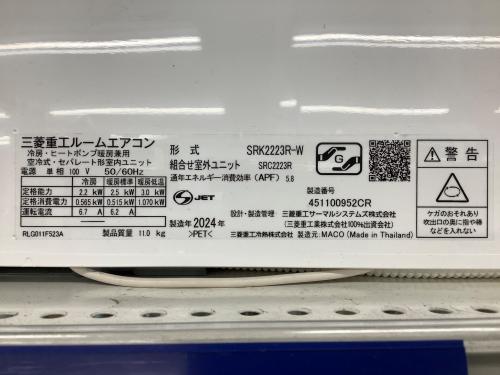 三菱重工ルームエアコン
冷房・ヒートポンプ暖房兼用
空冷式・セパレート形室内ユニット
電源 単相 100 V 50/60Hz
冷房 暖房標準 暖房低温
定格能力 2.2 kW 2.5 kW 3.0 kW
定格消費電力 0.565 kW 0.515 kW 1.070 kW
運転電流 6.7 A 6.2 A
RLG011F523A 製品質量 11.0 kg
形式 SRK2223R-W
組合せ室外ユニット SRC2223R
通年エネルギー消費効率(APF) 5.8
S JET
製造年 2024年
>PET<
G
製造番号
451100952CR
設計・製造管理: 三菱重工サーマルシステムズ株式会社
(三菱重工業株式会社100%出資会社)
三菱重工冷熱株式会社 製造元: MACO (Made in Thailand)
警告
ケガのおそれあり
吹出口の奥に指や棒
などを入れない